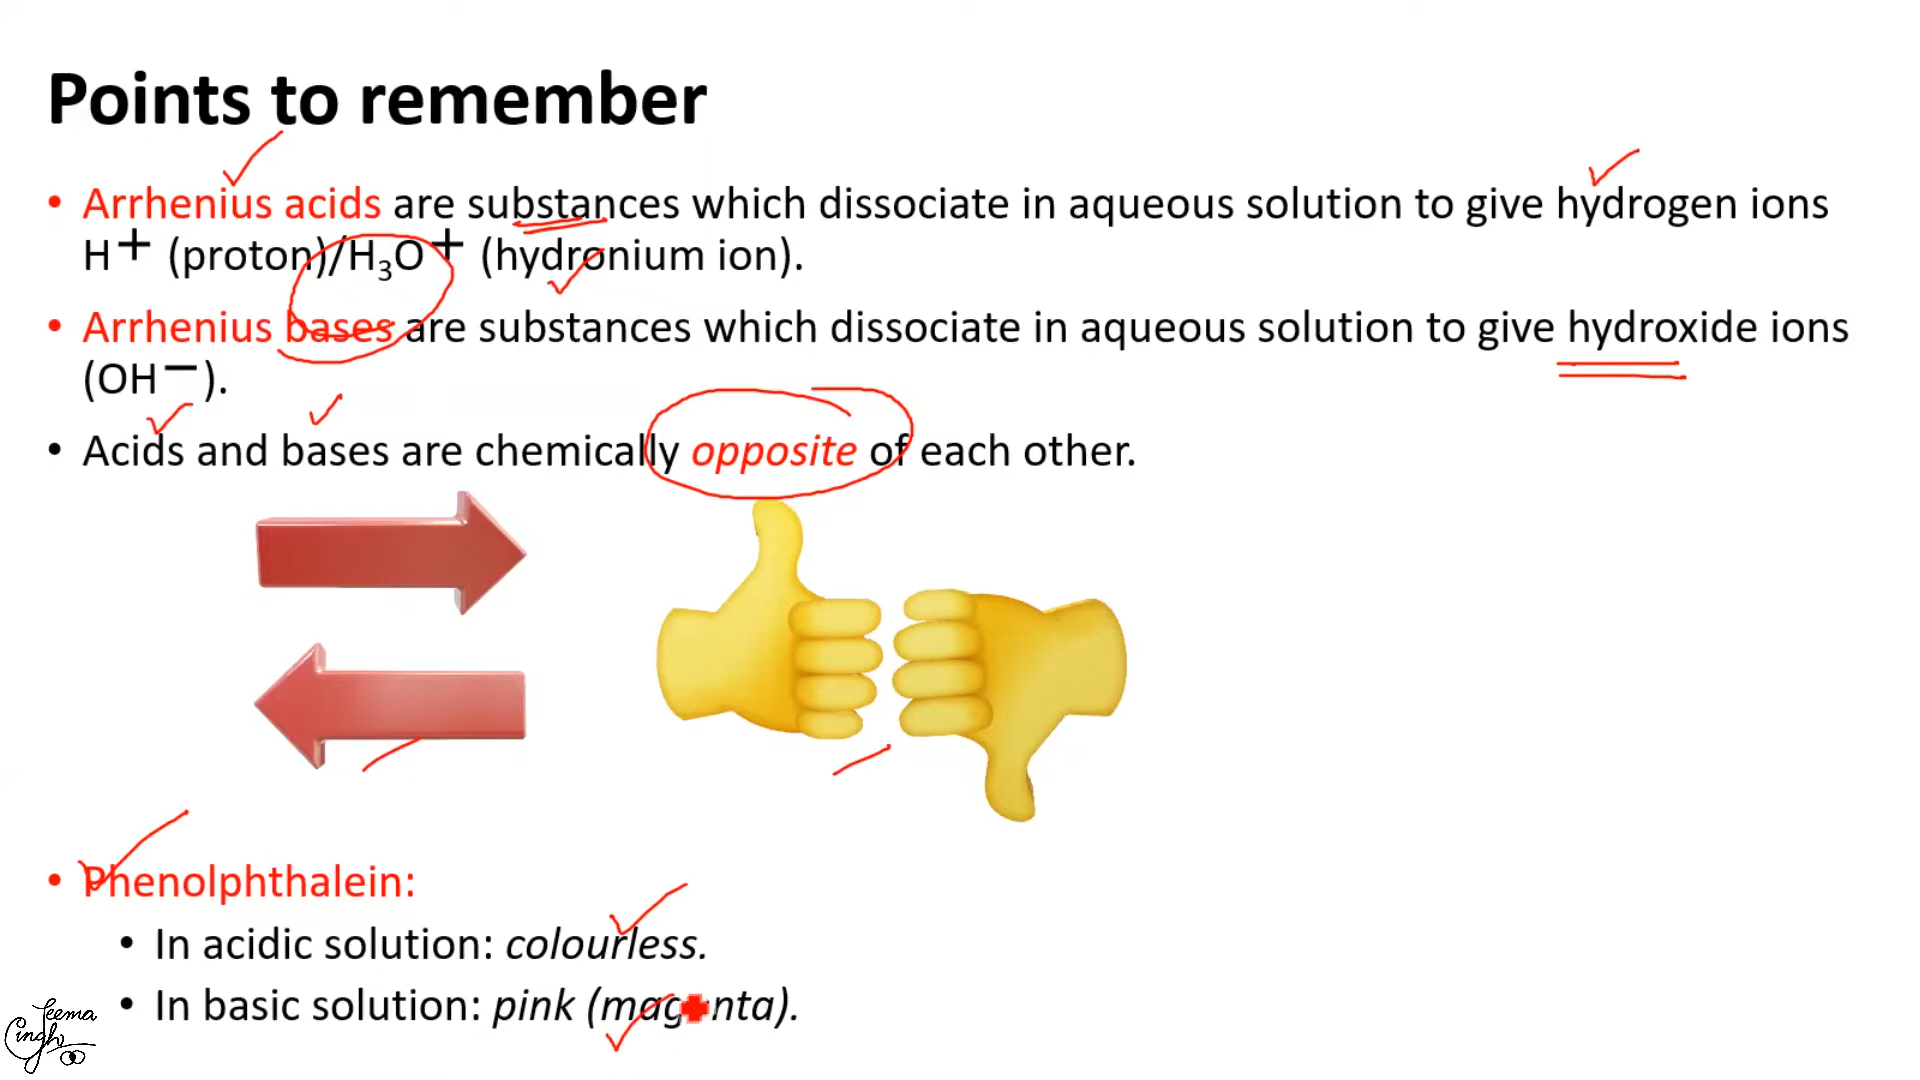 Points to remember
• Arrhenius acids are substances which dissociate in aqueous solution to give hydrogen ions
H⁺ (proton)/H₃O⁺ (hydronium ion).
• Arrhenius bases are substances which dissociate in aqueous solution to give hydroxide ions
(OH⁻).
• Acids and bases are chemically opposite of each other.
• Phenolphthalein:
• In acidic solution: colourless.
• In basic solution: pink (magenta).